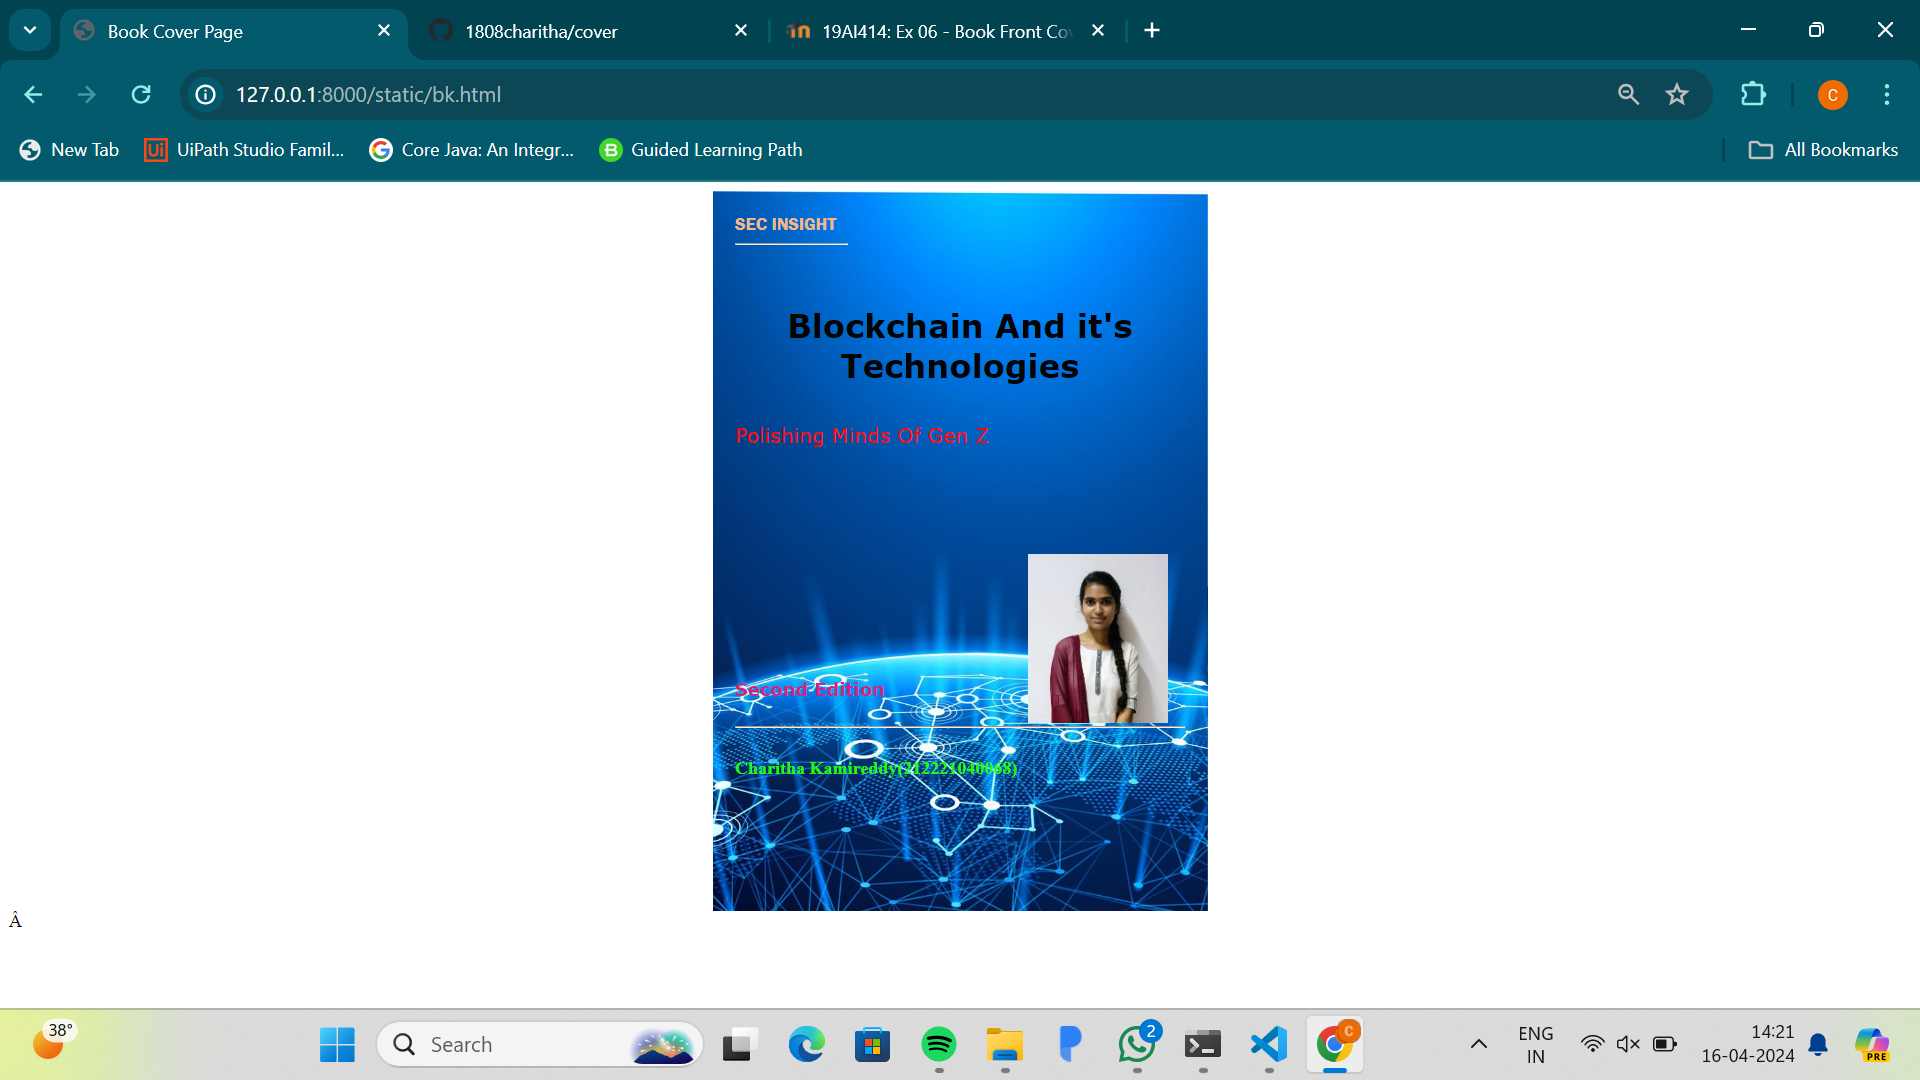 Book Cover Page
1808charitha/cover
19AI414: Ex 06 - Book Front Co
127.0.0.1:8000/static/bk.html
C
New Tab
Ui
UiPath Studio Famil...
Core Java: An Integr...
B
Guided Learning Path
All Bookmarks
SEC INSIGHT
Blockchain And it's
Technologies
Polishing Minds Of Gen Z
Second Edition
Charitha Kamireddy(212221040068)
Â
38°
Search
2
C
ENG
IN
14:21
16-04-2024
PRE